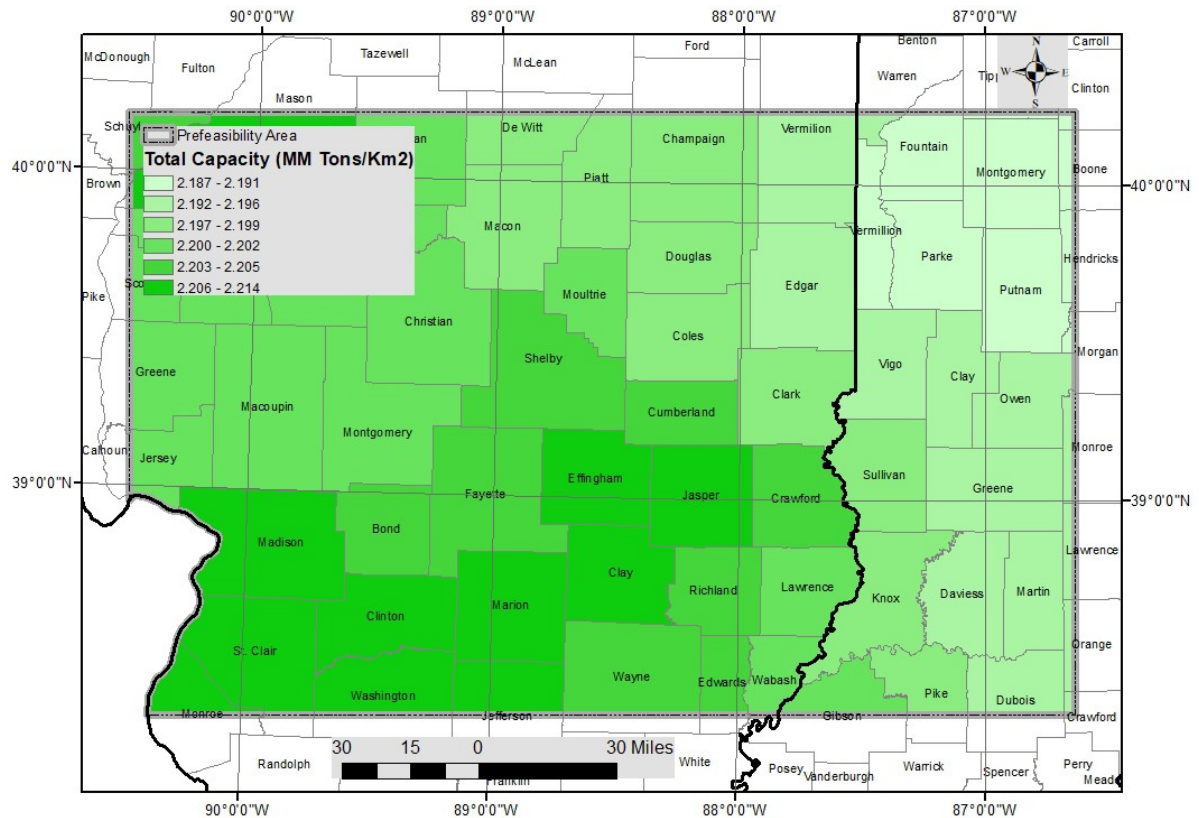 90°0'0"W 89°0'0"W 88°0'0"W 87°0'0"W
McDonough Fulton Tazewell McLean Ford Benton N Carroll
Mason Warren W E Clinton
S
Prefeasibility Area
Total Capacity (MM Tons/Km2)
2.187 - 2.191
2.192 - 2.196
2.197 - 2.199
2.200 - 2.202
2.203 - 2.205
2.206 - 2.214
De Witt Champaign Vermilion Fountain
40°0'0"N Brown Piatt Montgomery Boone 40°0'0"N
Macon Vermillion
Pike Douglas Edgar Parke Putnam Hendricks
Christian Moultrie
Greene Shelby Coles Vigo Clay Morgan
Macoupin Cumberland Clark Owen
Calhoun Jersey Montgomery Monroe
39°0'0"N Fayette Effingham Jasper Crawford Sullivan Greene 39°0'0"N
Madison Bond Lawrence
Clay Richland Lawrence Knox Daviess Martin
Clinton Marion
St. Clair Orange
Washington Wayne Edwards Wabash Pike Dubois
Monroe Jefferson Gibson Crawford
30 15 0 30 Miles
Randolph Franklin White Posey Vanderburgh Warrick Spencer Perry
90°0'0"W 89°0'0"W 88°0'0"W 87°0'0"W